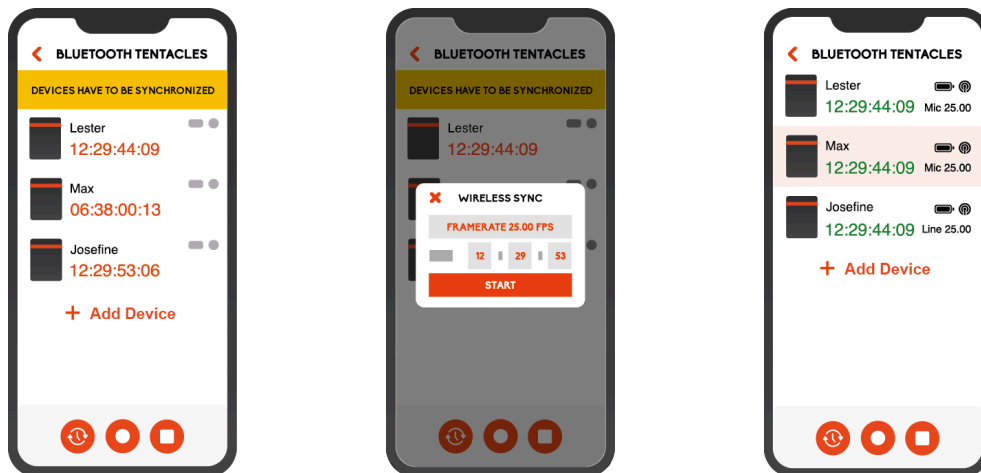 BLUETOOTH TENTACLES
DEVICES HAVE TO BE SYNCHRONIZED
Lester
12:29:44:09
Max
06:38:00:13
Josefine
12:29:53:06
+ Add Device
BLUETOOTH TENTACLES
DEVICES HAVE TO BE SYNCHRONIZED
Lester
12:29:44:09
WIRELESS SYNC
FRAMERATE 25.00 FPS
12 29 53
START
BLUETOOTH TENTACLES
Lester
12:29:44:09 Mic 25.00
Max
12:29:44:09 Mic 25.00
Josefine
12:29:44:09 Line 25.00
+ Add Device